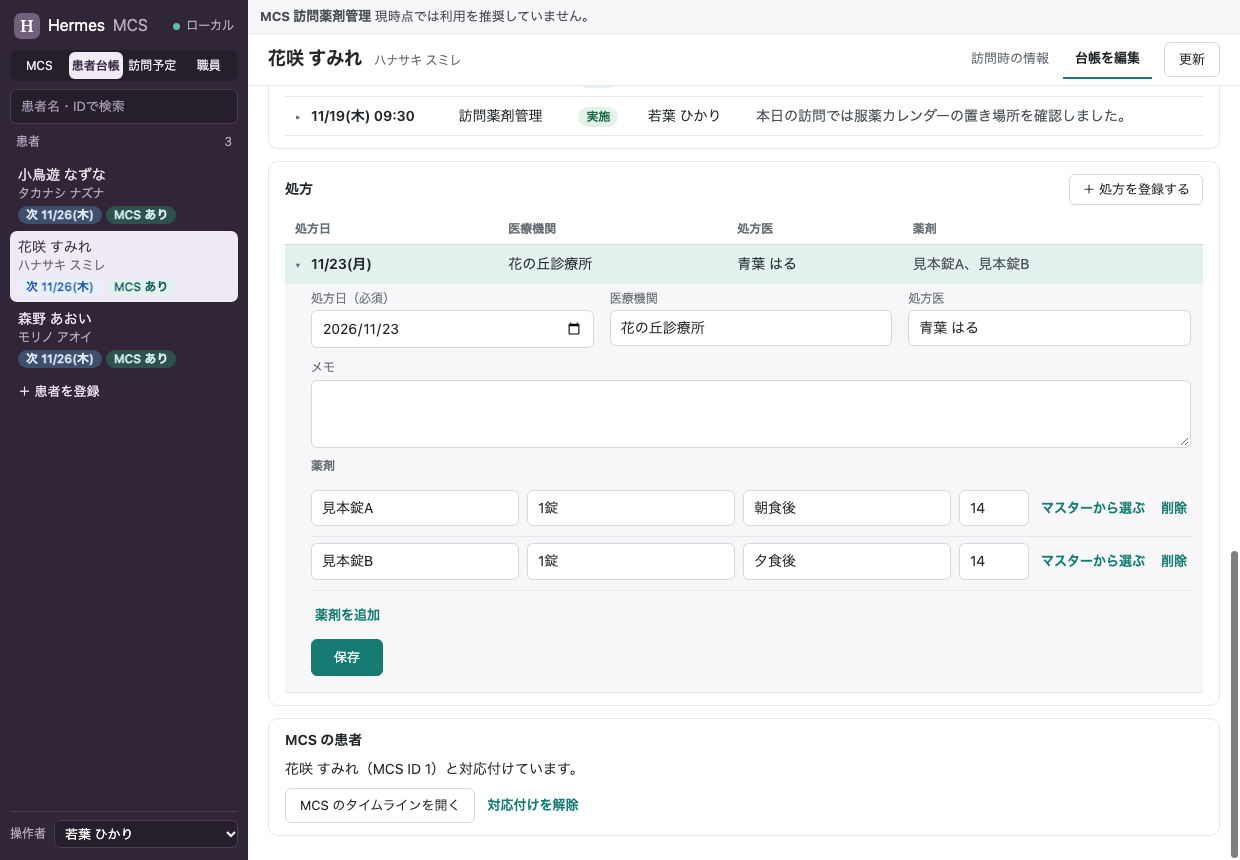 H Hermes MCS ローカル
MCS 患者台帳 訪問予定 職員
患者名・IDで検索
患者 3
小鳥遊 なずな
タカナシ ナズナ
次 11/26(木) MCS あり
花咲 すみれ
ハナサキ スミレ
次 11/26(木) MCS あり
森野 あおい
モリノ アオイ
次 11/26(木) MCS あり
＋ 患者を登録
操作者 若葉 ひかり
MCS 訪問薬剤管理 現時点では利用を推奨していません。
花咲 すみれ ハナサキ スミレ
訪問時の情報 台帳を編集 更新
11/19(木) 09:30 訪問薬剤管理 実施 若葉 ひかり 本日の訪問では服薬カレンダーの置き場所を確認しました。
処方 ＋ 処方を登録する
処方日 医療機関 処方医 薬剤
11/23(月) 花の丘診療所 青葉 はる 見本錠A、見本錠B
処方日（必須） 医療機関 処方医
2026/11/23 花の丘診療所 青葉 はる
メモ
薬剤
見本錠A 1錠 朝食後 14 マスターから選ぶ 削除
見本錠B 1錠 夕食後 14 マスターから選ぶ 削除
薬剤を追加
保存
MCS の患者
花咲 すみれ（MCS ID 1）と対応付けています。
MCS のタイムラインを開く 対応付けを解除